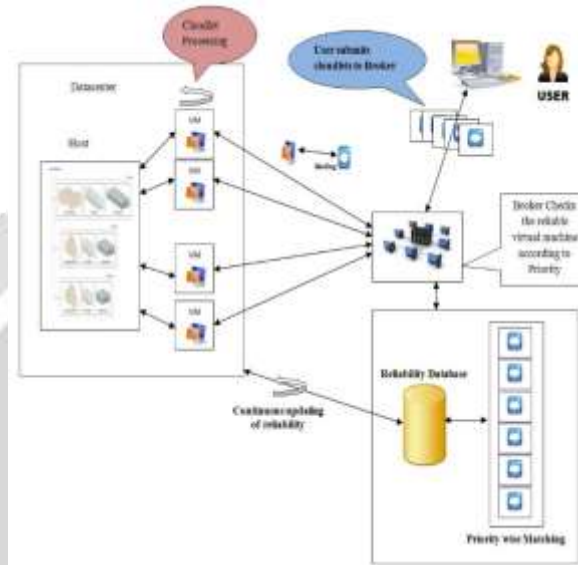 Cloudlet
Processing
User submits
cloudlets to Broker
USER
Datacenter
Host
VM
VM
VM
VM
Binding
Broker Checks
the reliable
virtual machine
according to
Priority
Reliability Database
Continuous updating
of reliability
Priority wise Matching